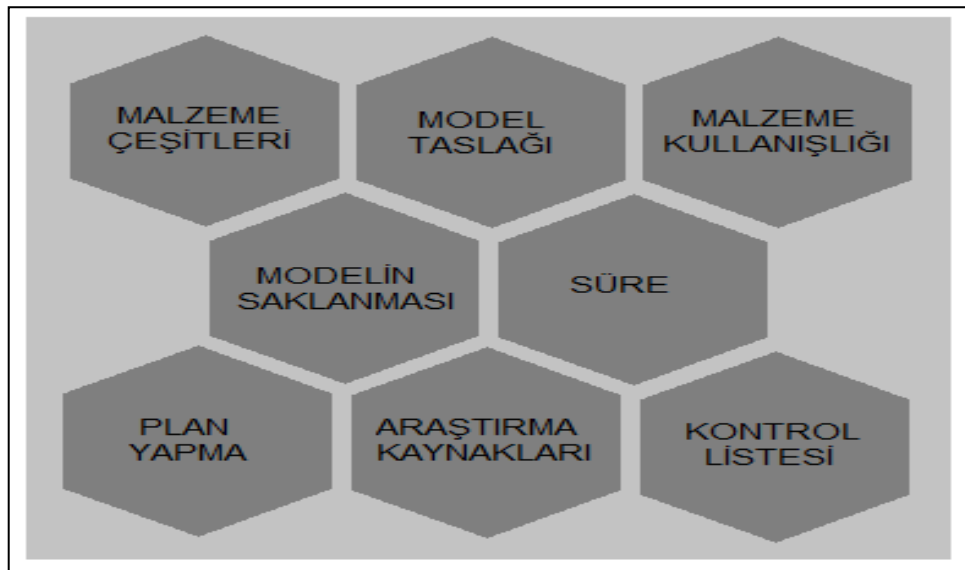 MALZEME
ÇEŞİTLERİ
MODEL
TASLAĞI
MALZEME
KULLANIŞLIĞI
MODELİN
SAKLANMASI
SÜRE
PLAN
YAPMA
ARAŞTIRMA
KAYNAKLARI
KONTROL
LİSTESİ